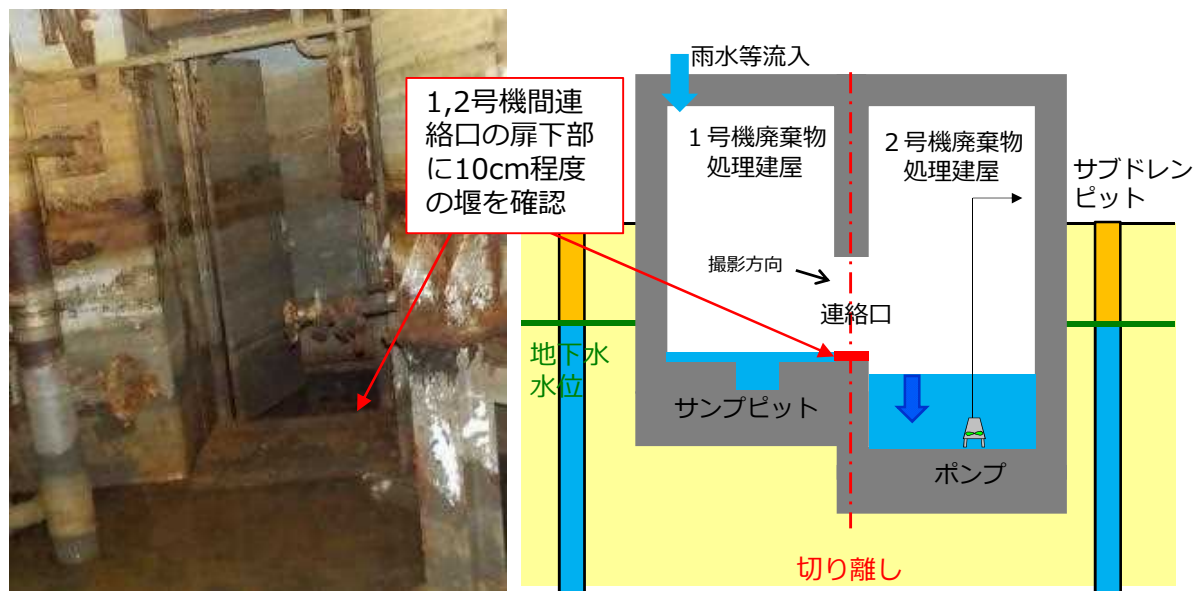 1,2号機間連
絡口の扉下部
に10cm程度
の堰を確認
雨水等流入
１号機廃棄物
処理建屋
２号機廃棄物
処理建屋
サブドレン
ピット
撮影方向
連絡口
地下水
水位
サンプピット
ポンプ
切り離し